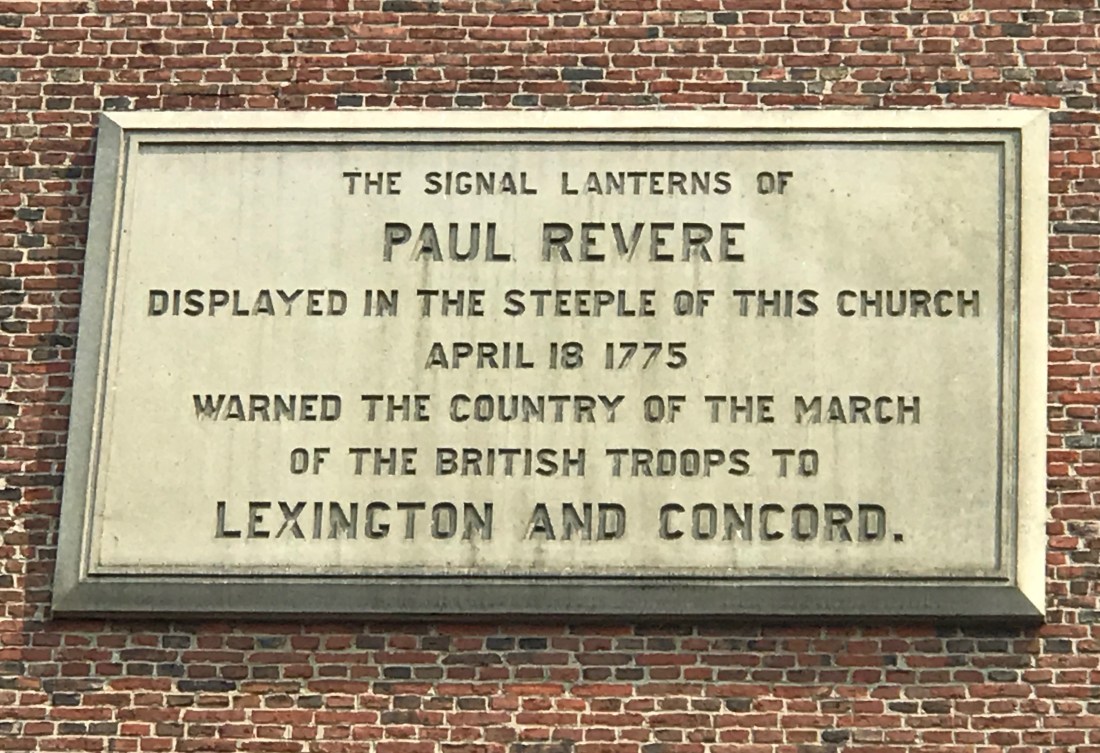 THE SIGNAL LANTERNS OF
PAUL REVERE
DISPLAYED IN THE STEEPLE OF THIS CHURCH
APRIL 18 1775
WARNED THE COUNTRY OF THE MARCH
OF THE BRITISH TROOPS TO
LEXINGTON AND CONCORD.